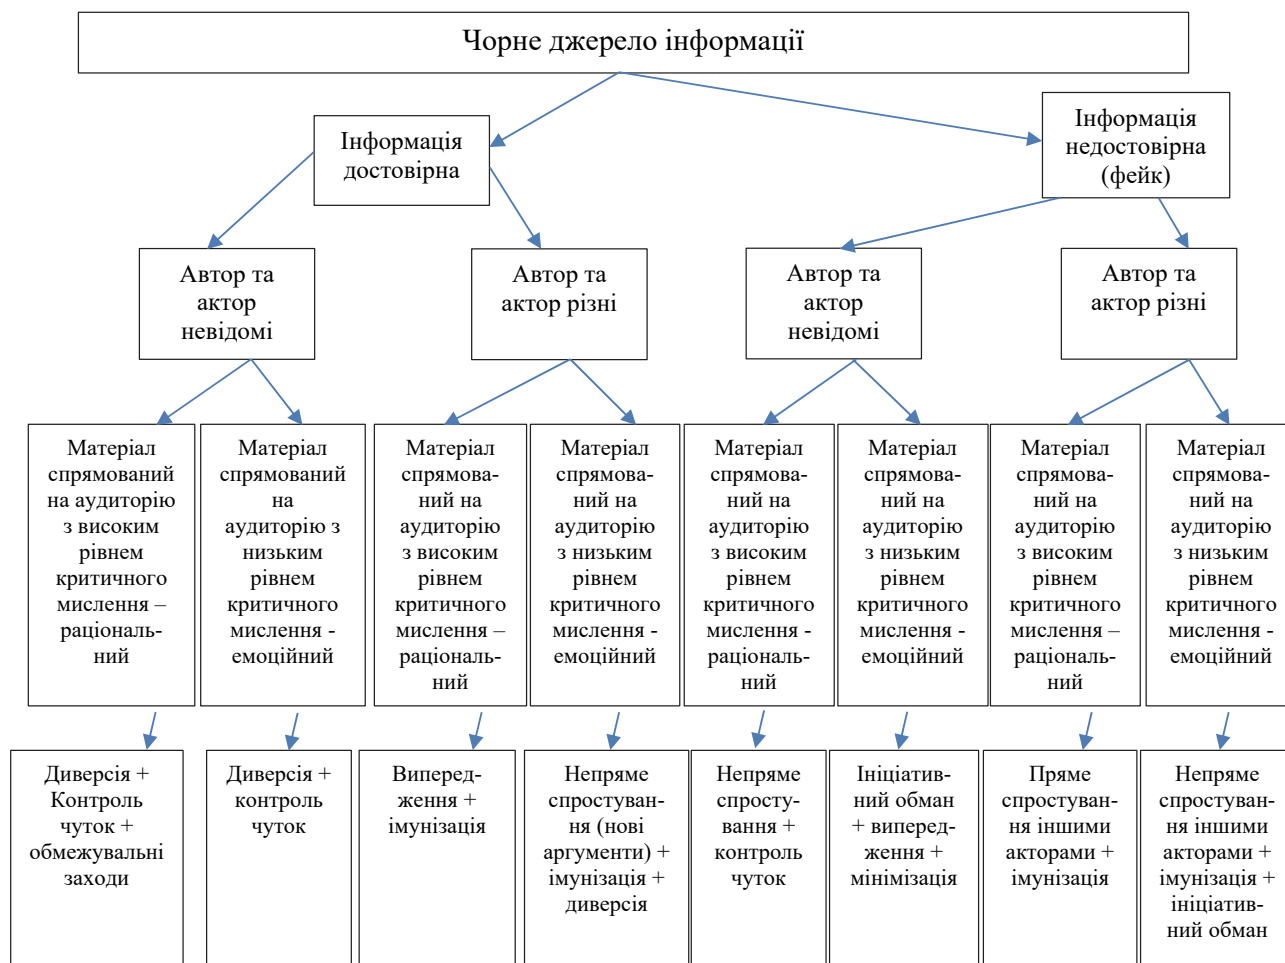 Чорне джерело інформації
Інформація
достовірна
Інформація
недостовірна
(фейк)
Автор та
актор
невідомі
Автор та
актор різні
Автор та
актор
невідомі
Автор та
актор різні
Матеріал
спрямований
на аудиторію
з високим
рівнем
критичного
мислення –
раціональ-
ний
Матеріал
спрямований
на
аудиторію з
низьким
рівнем
критичного
мислення -
емоційний
Матеріал
спрямова-
ний на
аудиторію
з високим
рівнем
критичного
мислення –
раціональ-
ний
Матеріал
спрямова-
ний на
аудиторію
з низьким
рівнем
критичного
мислення -
емоційний
Матеріал
спрямова-
ний на
аудиторію
з високим
рівнем
критичного
мислення -
раціональ-
ний
Матеріал
спрямова-
ний на
аудиторію
з низьким
рівнем
критичного
мислення -
емоційний
Матеріал
спрямова-
ний на
аудиторію
з високим
рівнем
критичного
мислення –
раціональ-
ний
Матеріал
спрямова-
ний на
аудиторію
з низьким
рівнем
критичного
мислення -
емоційний
Диверсія +
Контроль
чуток +
обмежувальні
заходи
Диверсія +
контроль
чуток
Виперед-
ження +
імунізація
Непряме
спростуван-
ня (нові
аргументи) +
імунізація +
диверсія
Непряме
спросту-
вання +
контроль
чуток
Ініціатив-
ний обман
+ виперед-
ження +
мінімізація
Пряме
спростуван-
ня іншими
акторами +
імунізація
Непряме
спростуван-
ня іншими
акторами +
імунізація +
ініціатив-
ний обман